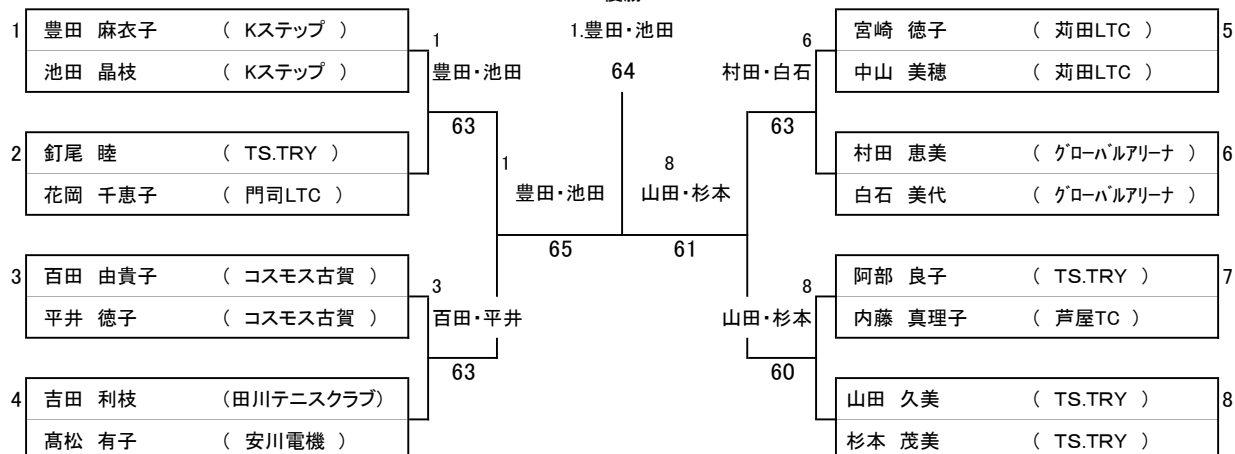 1.豊田・池田
64
1
豊田 麻衣子 ( Kステップ )
池田 晶枝 ( Kステップ )
2
釘尾 睦 ( TS.TRY )
花岡 千恵子 ( 門司LTC )
3
百田 由貴子 ( コスモス古賀 )
平井 徳子 ( コスモス古賀 )
4
吉田 利枝 (田川テニスクラブ)
髙松 有子 ( 安川電機 )
1
豊田・池田
63
3
百田・平井
63
1
豊田・池田
65
8
山田・杉本
61
6
村田・白石
63
8
山田・杉本
60
宮崎 徳子 ( 苅田LTC )
5
中山 美穂 ( 苅田LTC )
村田 恵美 ( グローバルアリーナ )
6
白石 美代 ( グローバルアリーナ )
阿部 良子 ( TS.TRY )
7
内藤 真理子 ( 芦屋TC )
山田 久美 ( TS.TRY )
8
杉本 茂美 ( TS.TRY )